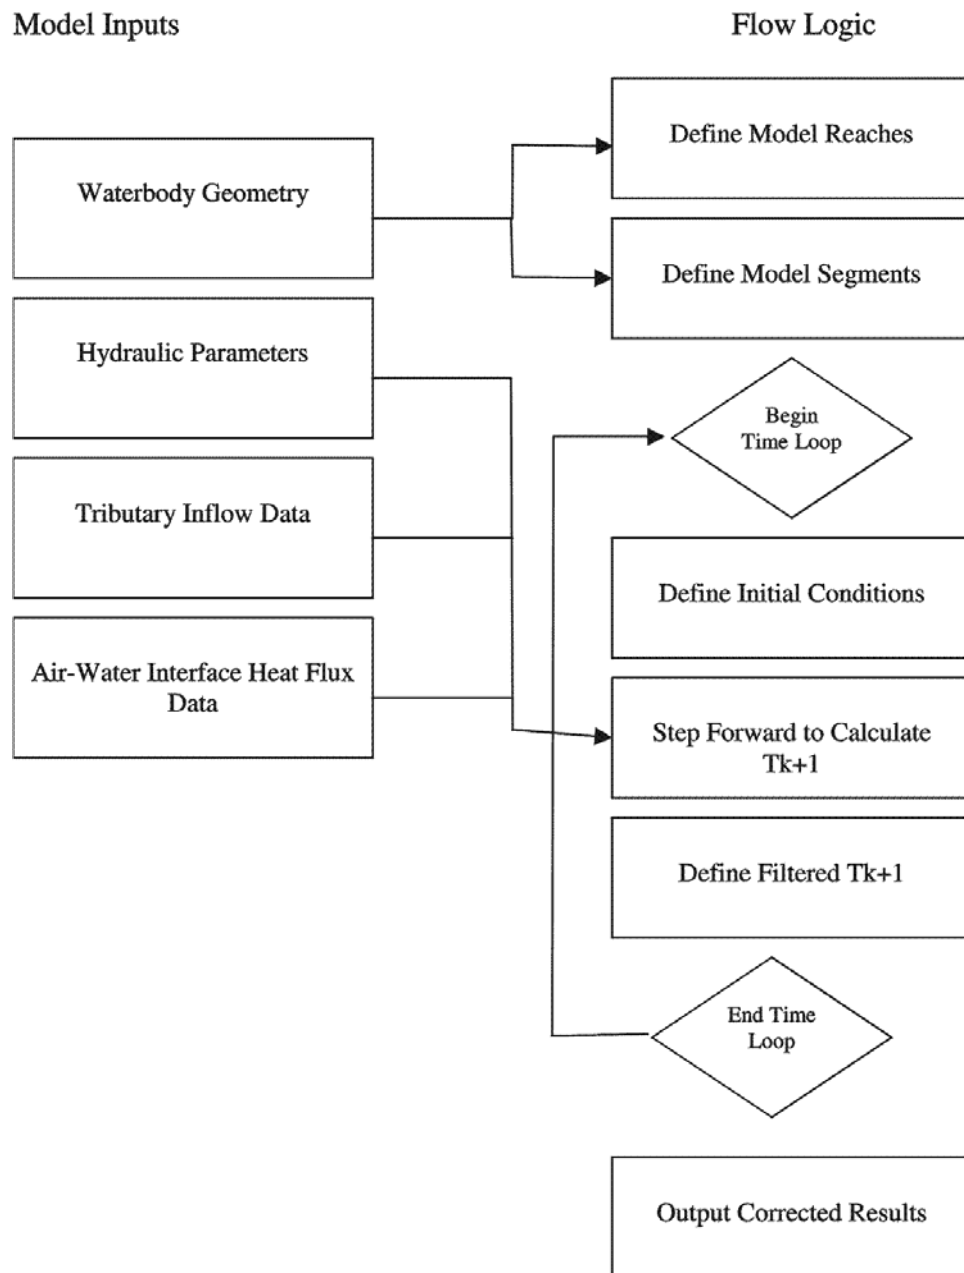 Model Inputs
Flow Logic
Waterbody Geometry
Hydraulic Parameters
Tributary Inflow Data
Air-Water Interface Heat Flux
Data
Define Model Reaches
Define Model Segments
Begin
Time Loop
Define Initial Conditions
Step Forward to Calculate
Tk+1
Define Filtered Tk+1
End Time
Loop
Output Corrected Results